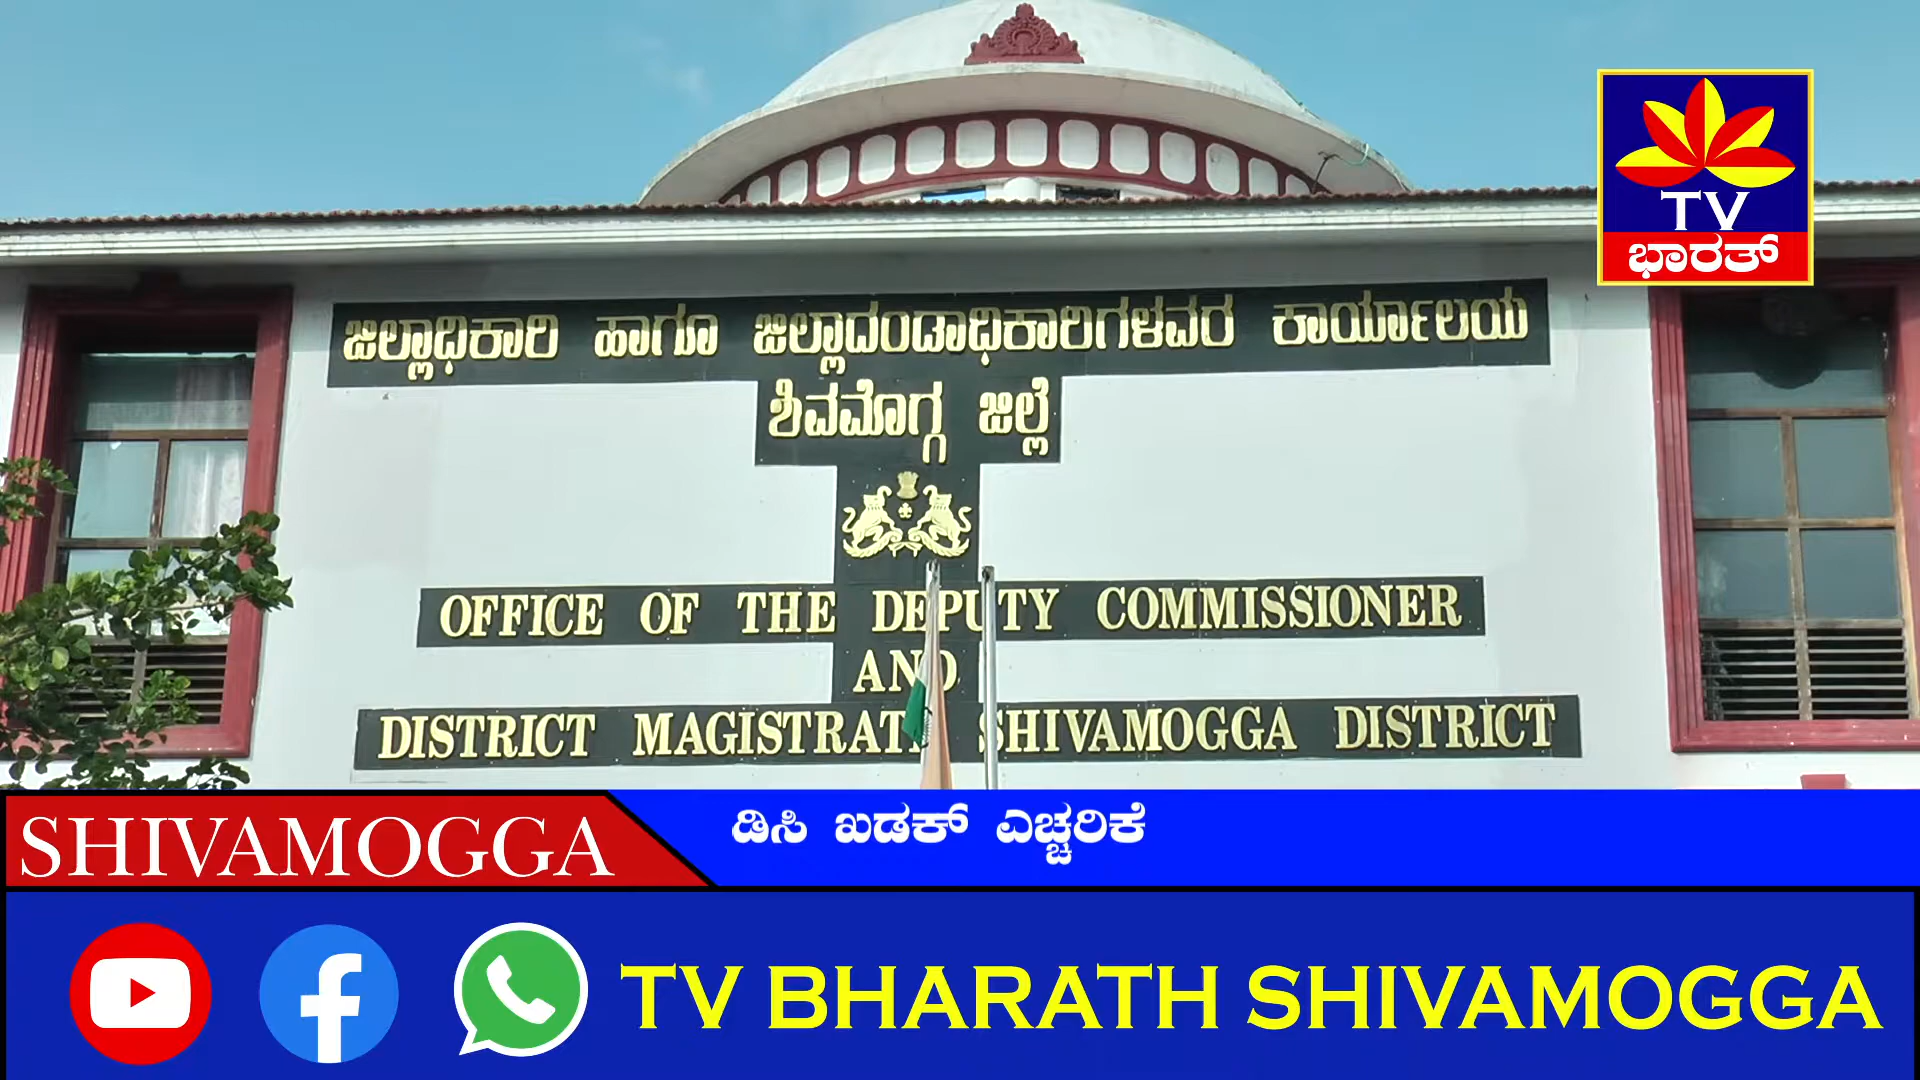 TV
ಭಾರತ್
ಜಿಲ್ಲಾಧಿಕಾರಿ ಹಾಗೂ ಜಿಲ್ಲಾದಂಡಾಧಿಕಾರಿಗಳವರ ಕಾರ್ಯಾಲಯ
ಶಿವಮೊಗ್ಗ ಜಿಲ್ಲೆ
OFFICE OF THE DEPUTY COMMISSIONER
AND
DISTRICT MAGISTRATE SHIVAMOGGA DISTRICT
SHIVAMOGGA
ಡಿಸಿ ಖಡಕ್ ಎಚ್ಚರಿಕೆ
TV BHARATH SHIVAMOGGA